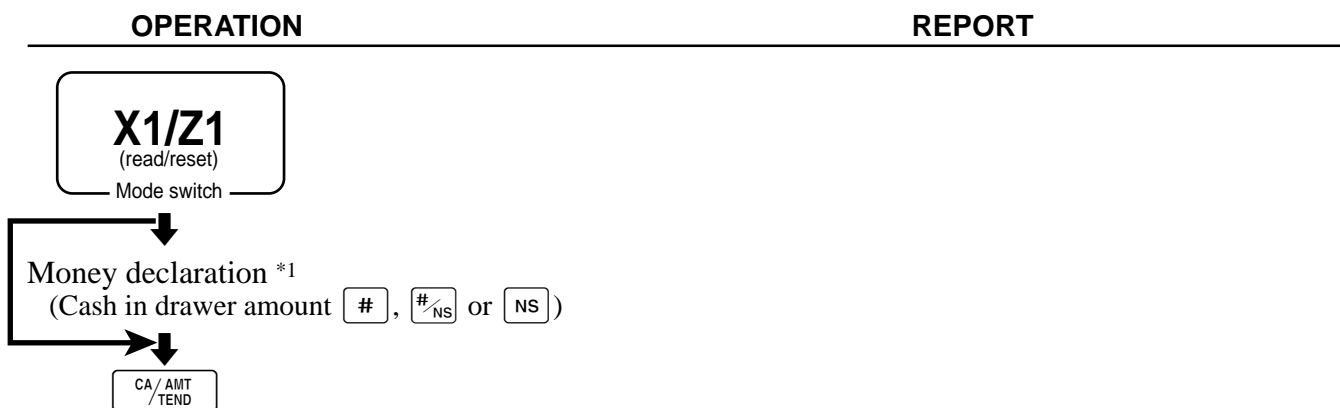 OPERATION REPORT
X1/Z1
(read/reset)
Mode switch
Money declaration *1
(Cash in drawer amount #, #/NS or NS)
CA/AMT
/TEND